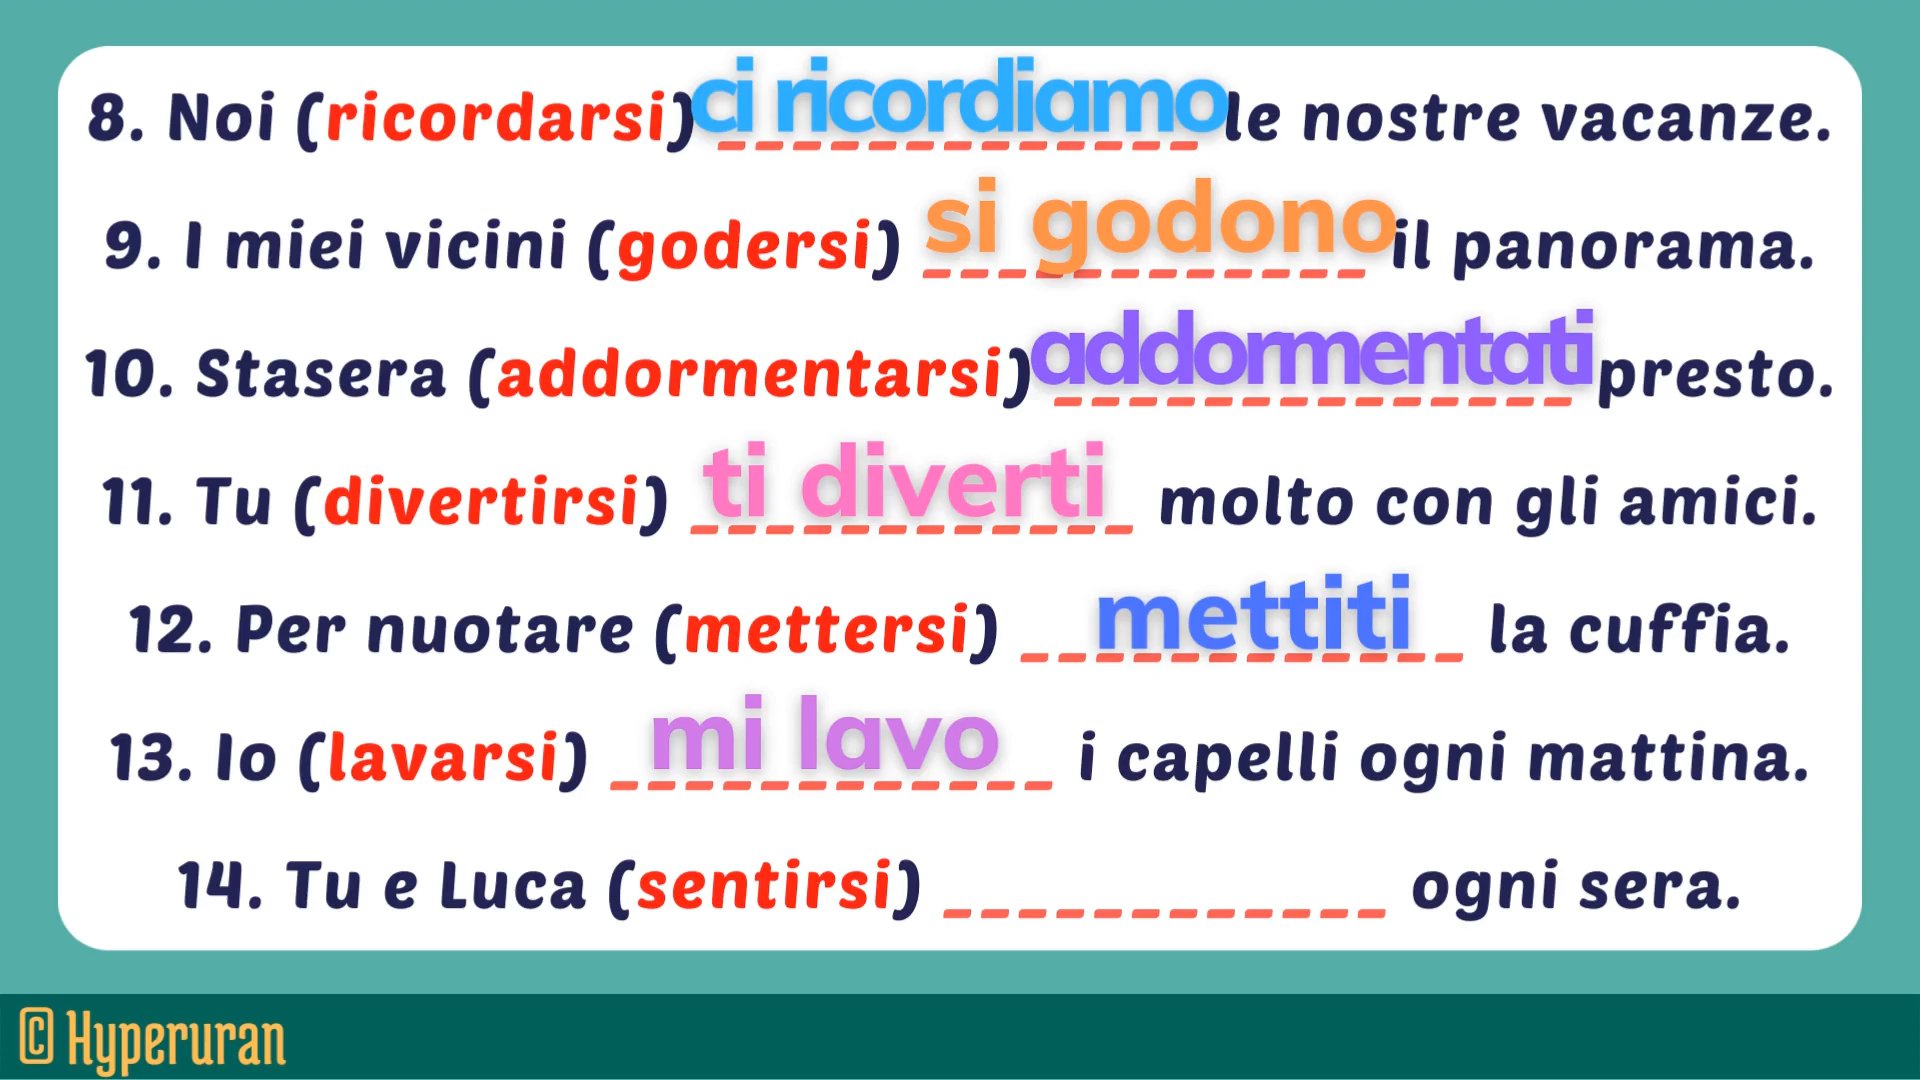 8. Noi (ricordarsi) ci ricordiamo le nostre vacanze.
9. I miei vicini (godersi) si godono il panorama.
10. Stasera (addormentarsi) addormentati presto.
11. Tu (divertirsi) ti diverti molto con gli amici.
12. Per nuotare (mettersi) mettiti la cuffia.
13. Io (lavarsi) mi lavo i capelli ogni mattina.
14. Tu e Luca (sentirsi) ____________ ogni sera.
© Hyperuran